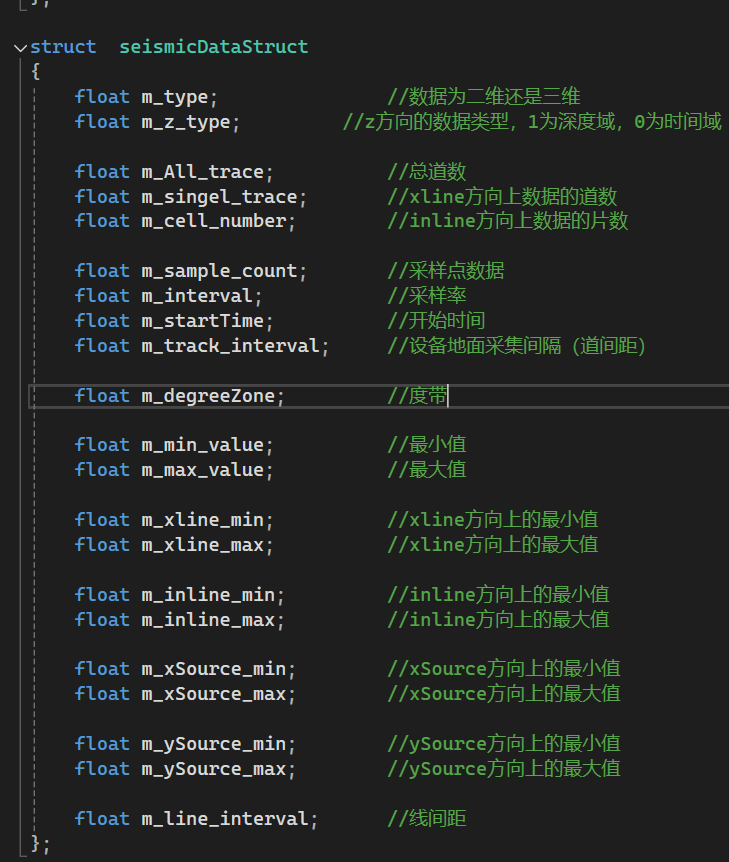 };
struct  seismicDataStruct
{
float m_type;                //数据为二维还是三维
float m_z_type;          //z方向的数据类型，1为深度域，0为时间域
float m_All_trace;           //总道数
float m_singel_trace;        //xline方向上数据的道数
float m_cell_number;         //inline方向上数据的片数
float m_sample_count;        //采样点数据
float m_interval;            //采样率
float m_startTime;           //开始时间
float m_track_interval;      //设备地面采集间隔（道间距）
float m_degreeZone;          //度带
float m_min_value;           //最小值
float m_max_value;           //最大值
float m_xline_min;           //xline方向上的最小值
float m_xline_max;           //xline方向上的最大值
float m_inline_min;          //inline方向上的最小值
float m_inline_max;          //inline方向上的最大值
float m_xSource_min;         //xSource方向上的最小值
float m_xSource_max;         //xSource方向上的最大值
float m_ySource_min;         //ySource方向上的最小值
float m_ySource_max;         //ySource方向上的最大值
float m_line_interval;       //线间距
};